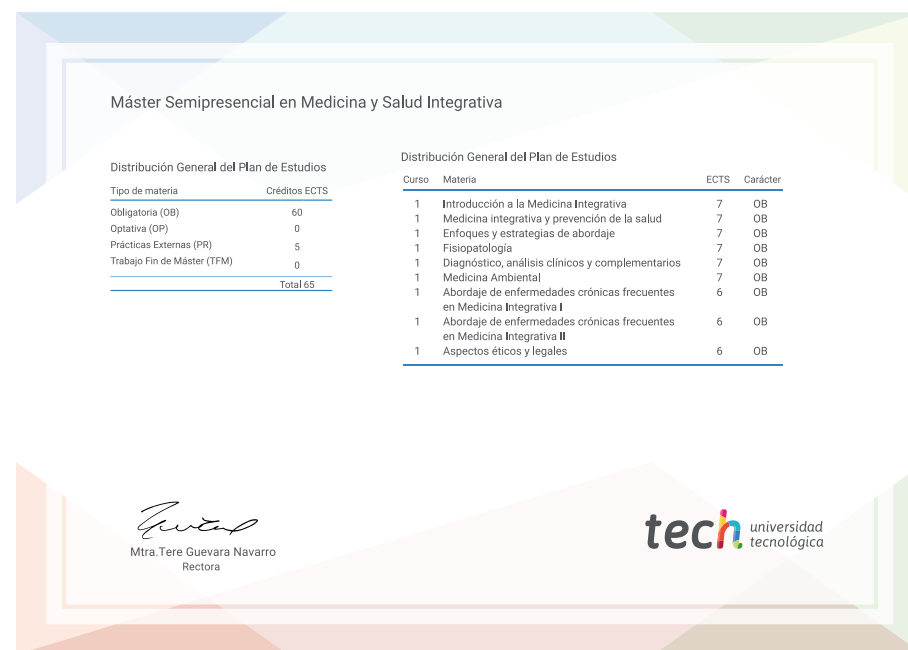 Máster Semipresencial en Medicina y Salud Integrativa
Distribución General del Plan de Estudios
Tipo de materia Créditos ECTS
Obligatoria (OB) 60
Optativa (OP) 0
Prácticas Externas (PR) 5
Trabajo Fin de Máster (TFM) 0
Total 65
Distribución General del Plan de Estudios
Curso Materia ECTS Carácter
1 Introducción a la Medicina Integrativa 7 OB
1 Medicina integrativa y prevención de la salud 7 OB
1 Enfoques y estrategias de abordaje 7 OB
1 Fisiopatología 7 OB
1 Diagnóstico, análisis clínicos y complementarios 7 OB
1 Medicina Ambiental 7 OB
1 Abordaje de enfermedades crónicas frecuentes 6 OB
en Medicina Integrativa I
1 Abordaje de enfermedades crónicas frecuentes 6 OB
en Medicina Integrativa II
1 Aspectos éticos y legales 6 OB
Mtra.Tere Guevara Navarro
Rectora
tech universidad
tecnológica